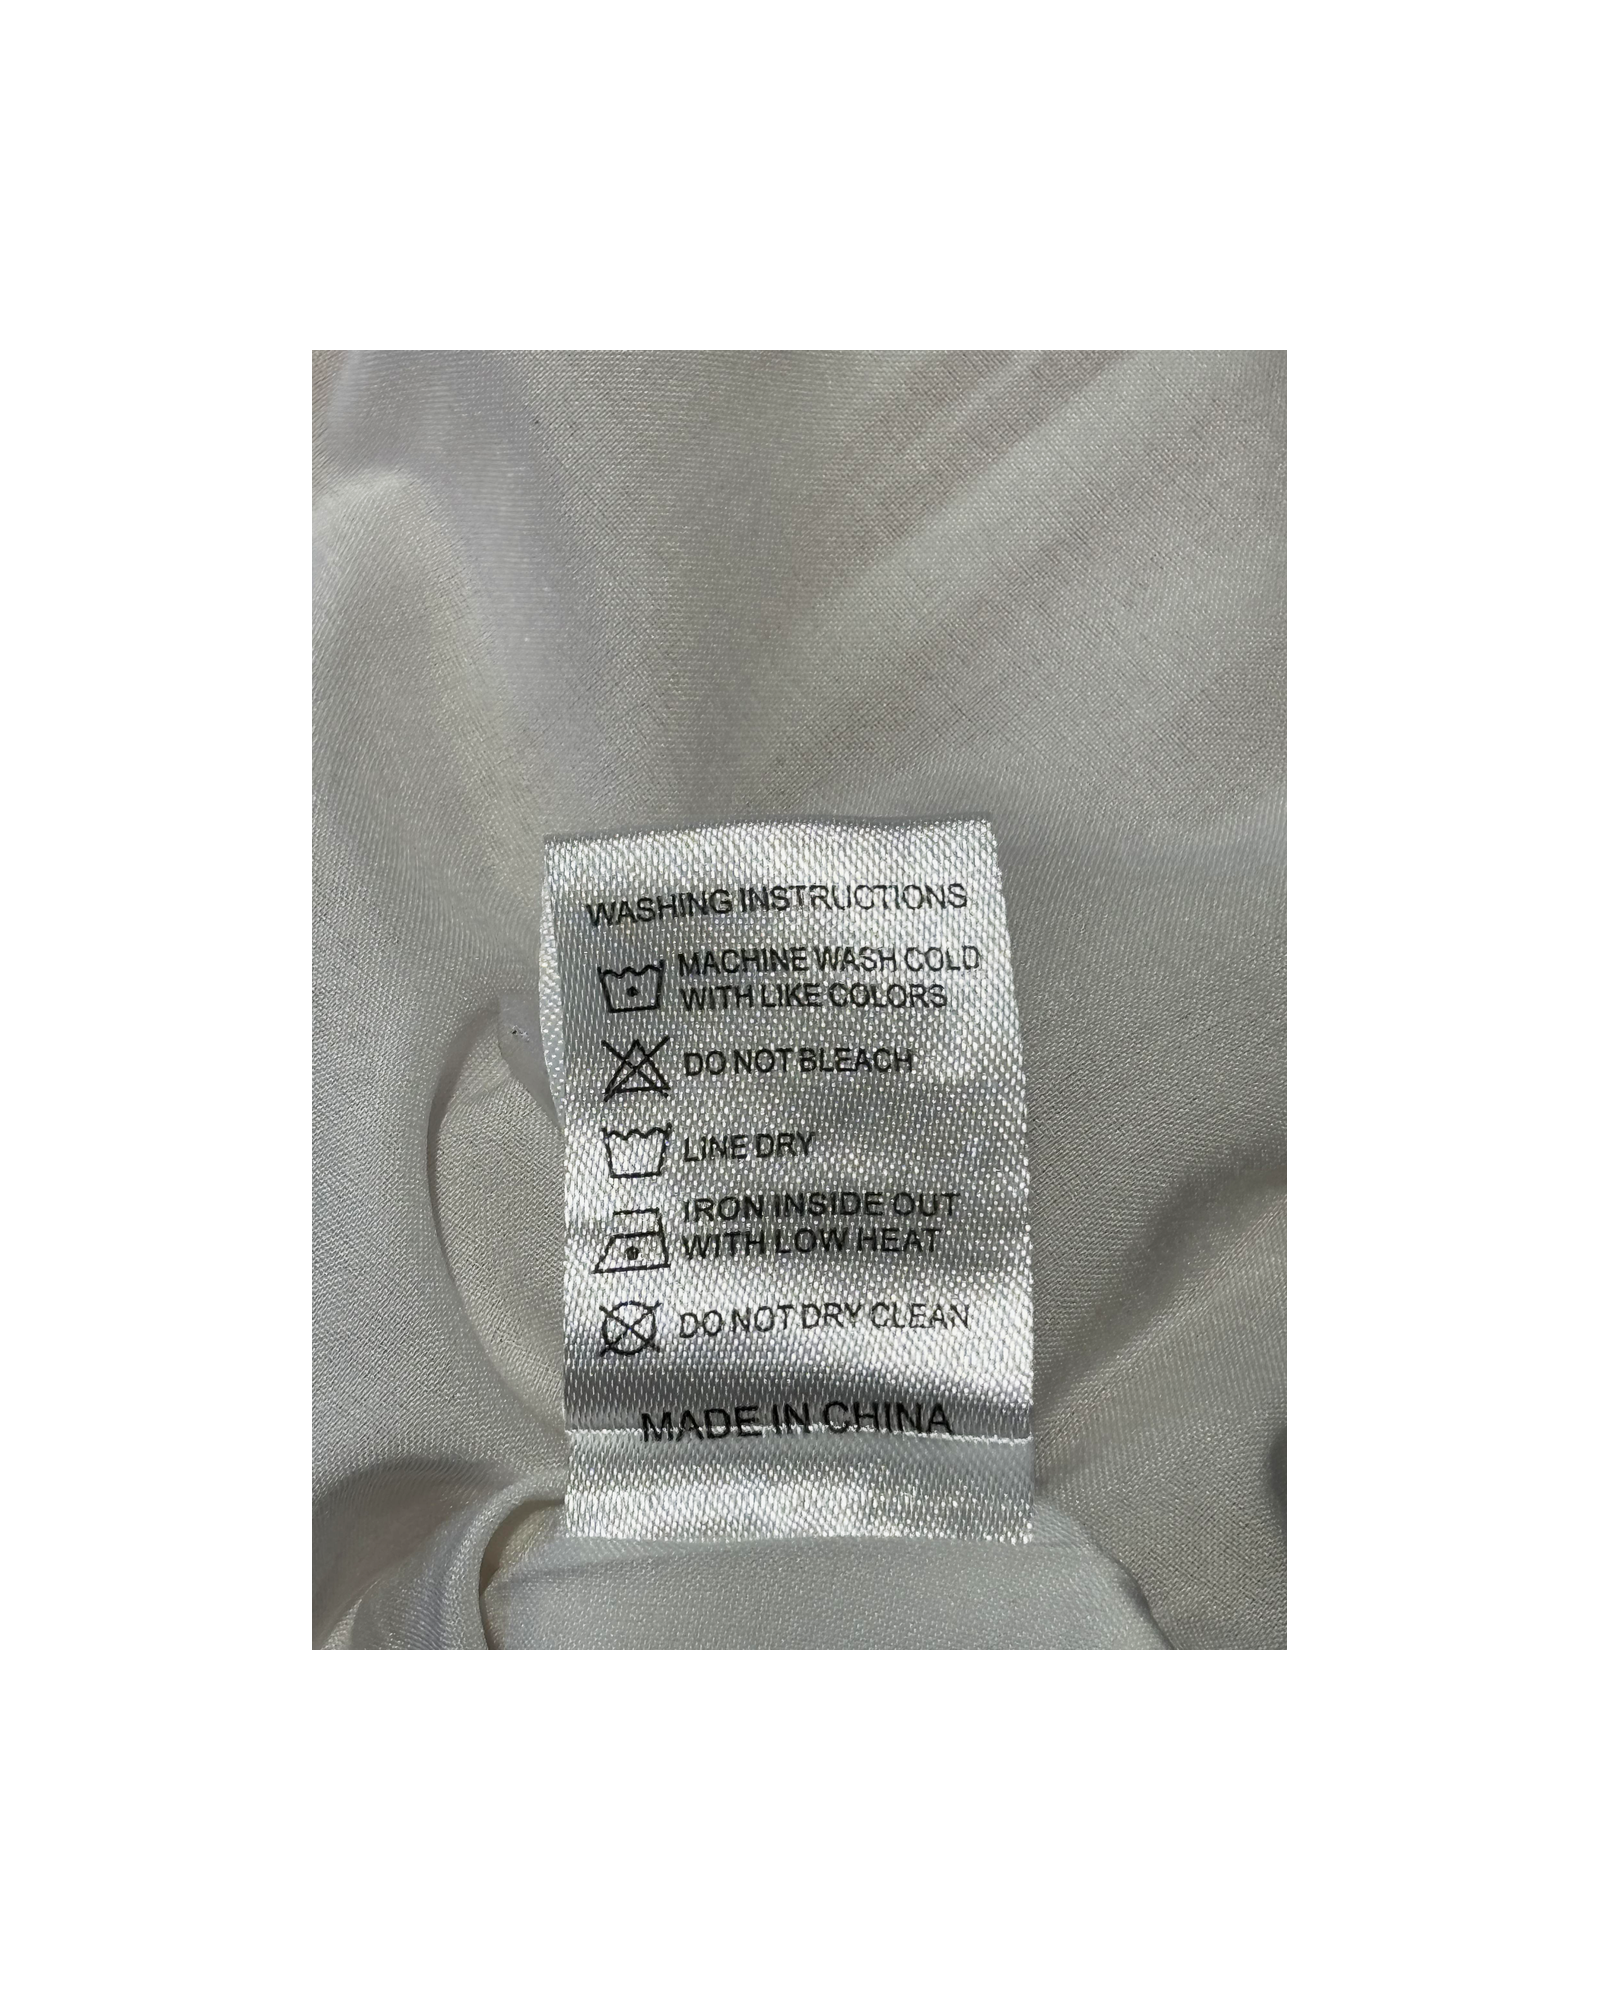 WASHING INSTRUCTIONS
MACHINE WASH COLD
WITH LIKE COLORS
DO NOT BLEACH
LINE DRY
IRON INSIDE OUT
WITH LOW HEAT
DO NOT DRY CLEAN
MADE IN CHINA